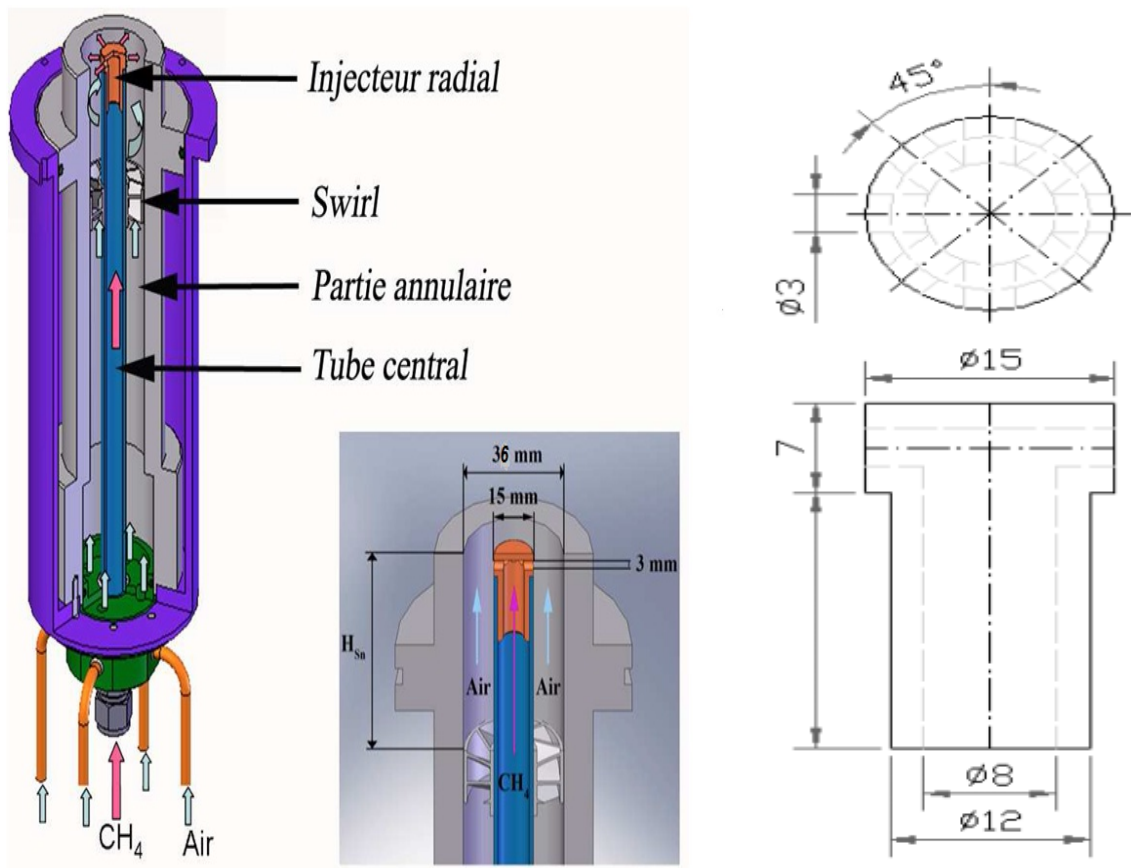 Injecteur radial
Swirl
Partie annulaire
Tube central
CH4
Air
36 mm
15 mm
3 mm
HSn
Air
Air
CH4
45°
ø3
ø15
7
ø8
ø12